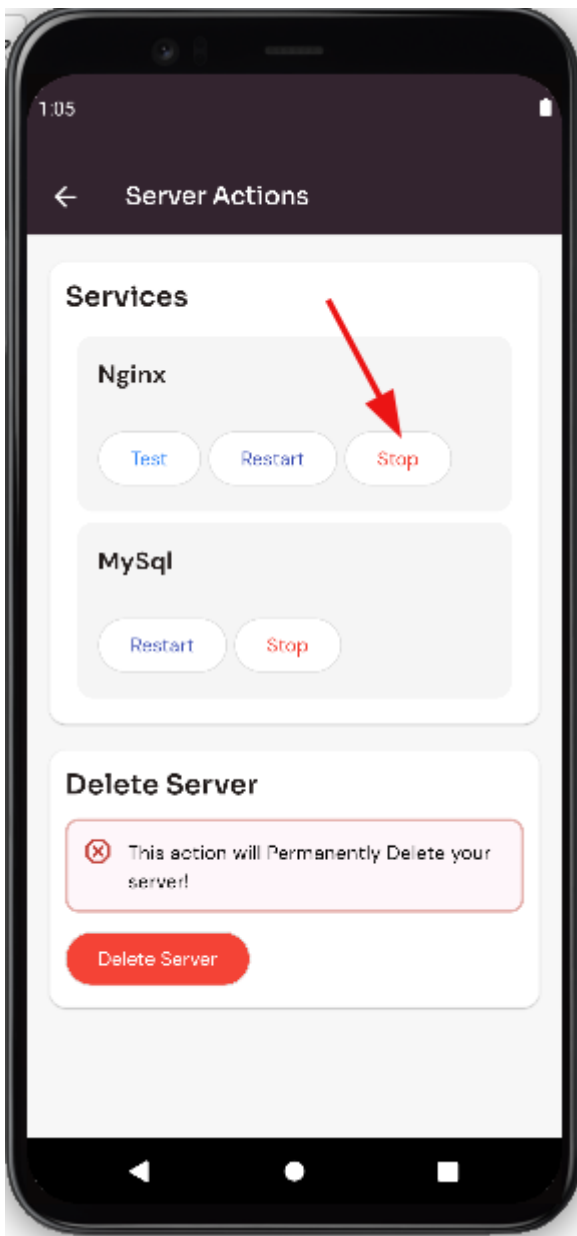 1:05
Server Actions
Services
Nginx
Test Restart Stop
MySql
Restart Stop
Delete Server
This action will Permanently Delete your
server!
Delete Server